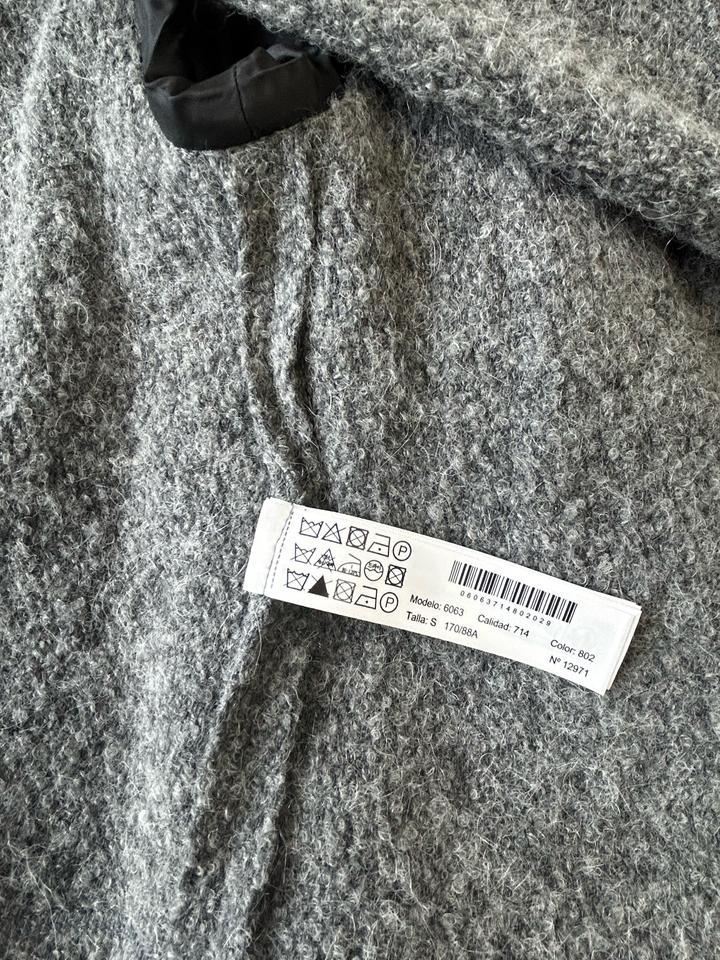 06063714802029
Modelo: 6063 Calidad: 714 Color: 802
Talla: S 170/88A Nº 12971
P
P